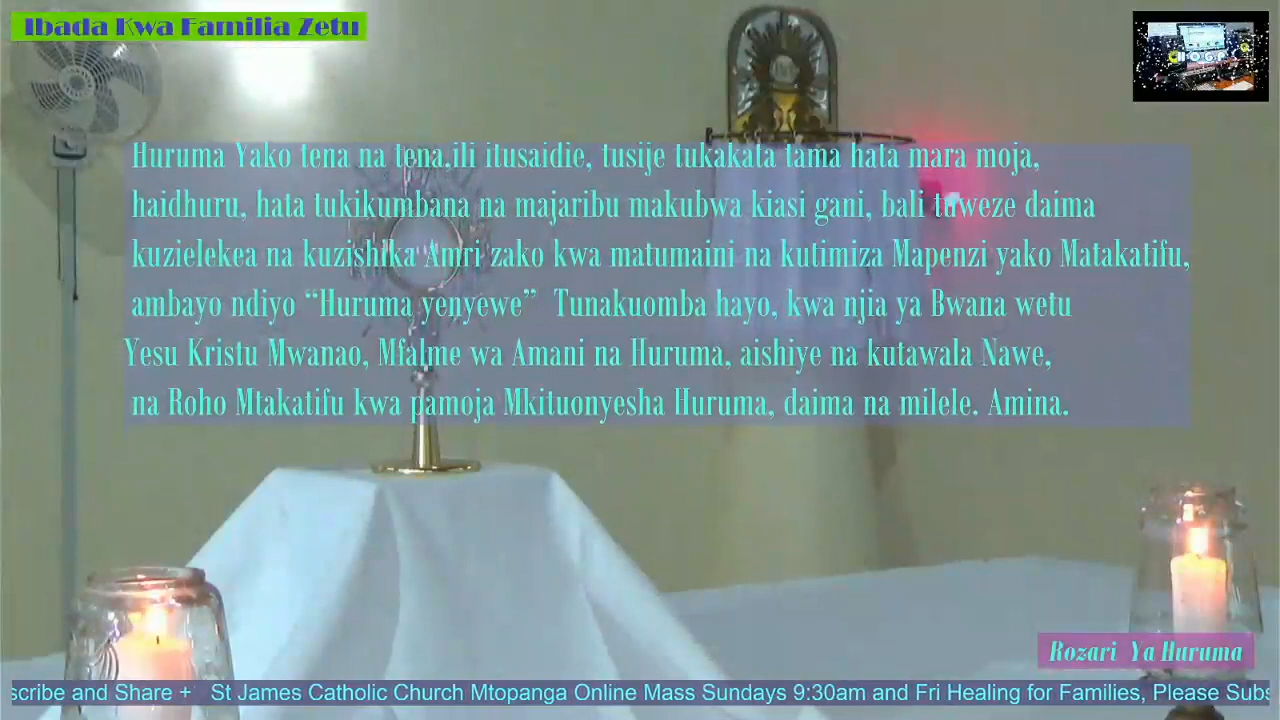 Ibada Kwa Familia Zetu
Huruma Yako tena na tena,ili itusaidie, tusije tukakata tama hata mara moja,
haidhuru, hata tukikumbana na majaribu makubwa kiasi gani, bali tuweze daima
kuzielekea na kuzishika Amri zako kwa matumaini na kutimiza Mapenzi yako Matakatifu,
ambayo ndiyo “Huruma yenyewe” Tunakuomba hayo, kwa njia ya Bwana wetu
Yesu Kristu Mwanao, Mfalme wa Amani na Huruma, aishiye na kutawala Nawe,
na Roho Mtakatifu kwa pamoja Mkituonyesha Huruma, daima na milele. Amina.
Rozari Ya Huruma
scribe and Share + St James Catholic Church Mtopanga Online Mass Sundays 9:30am and Fri Healing for Families, Please Subs